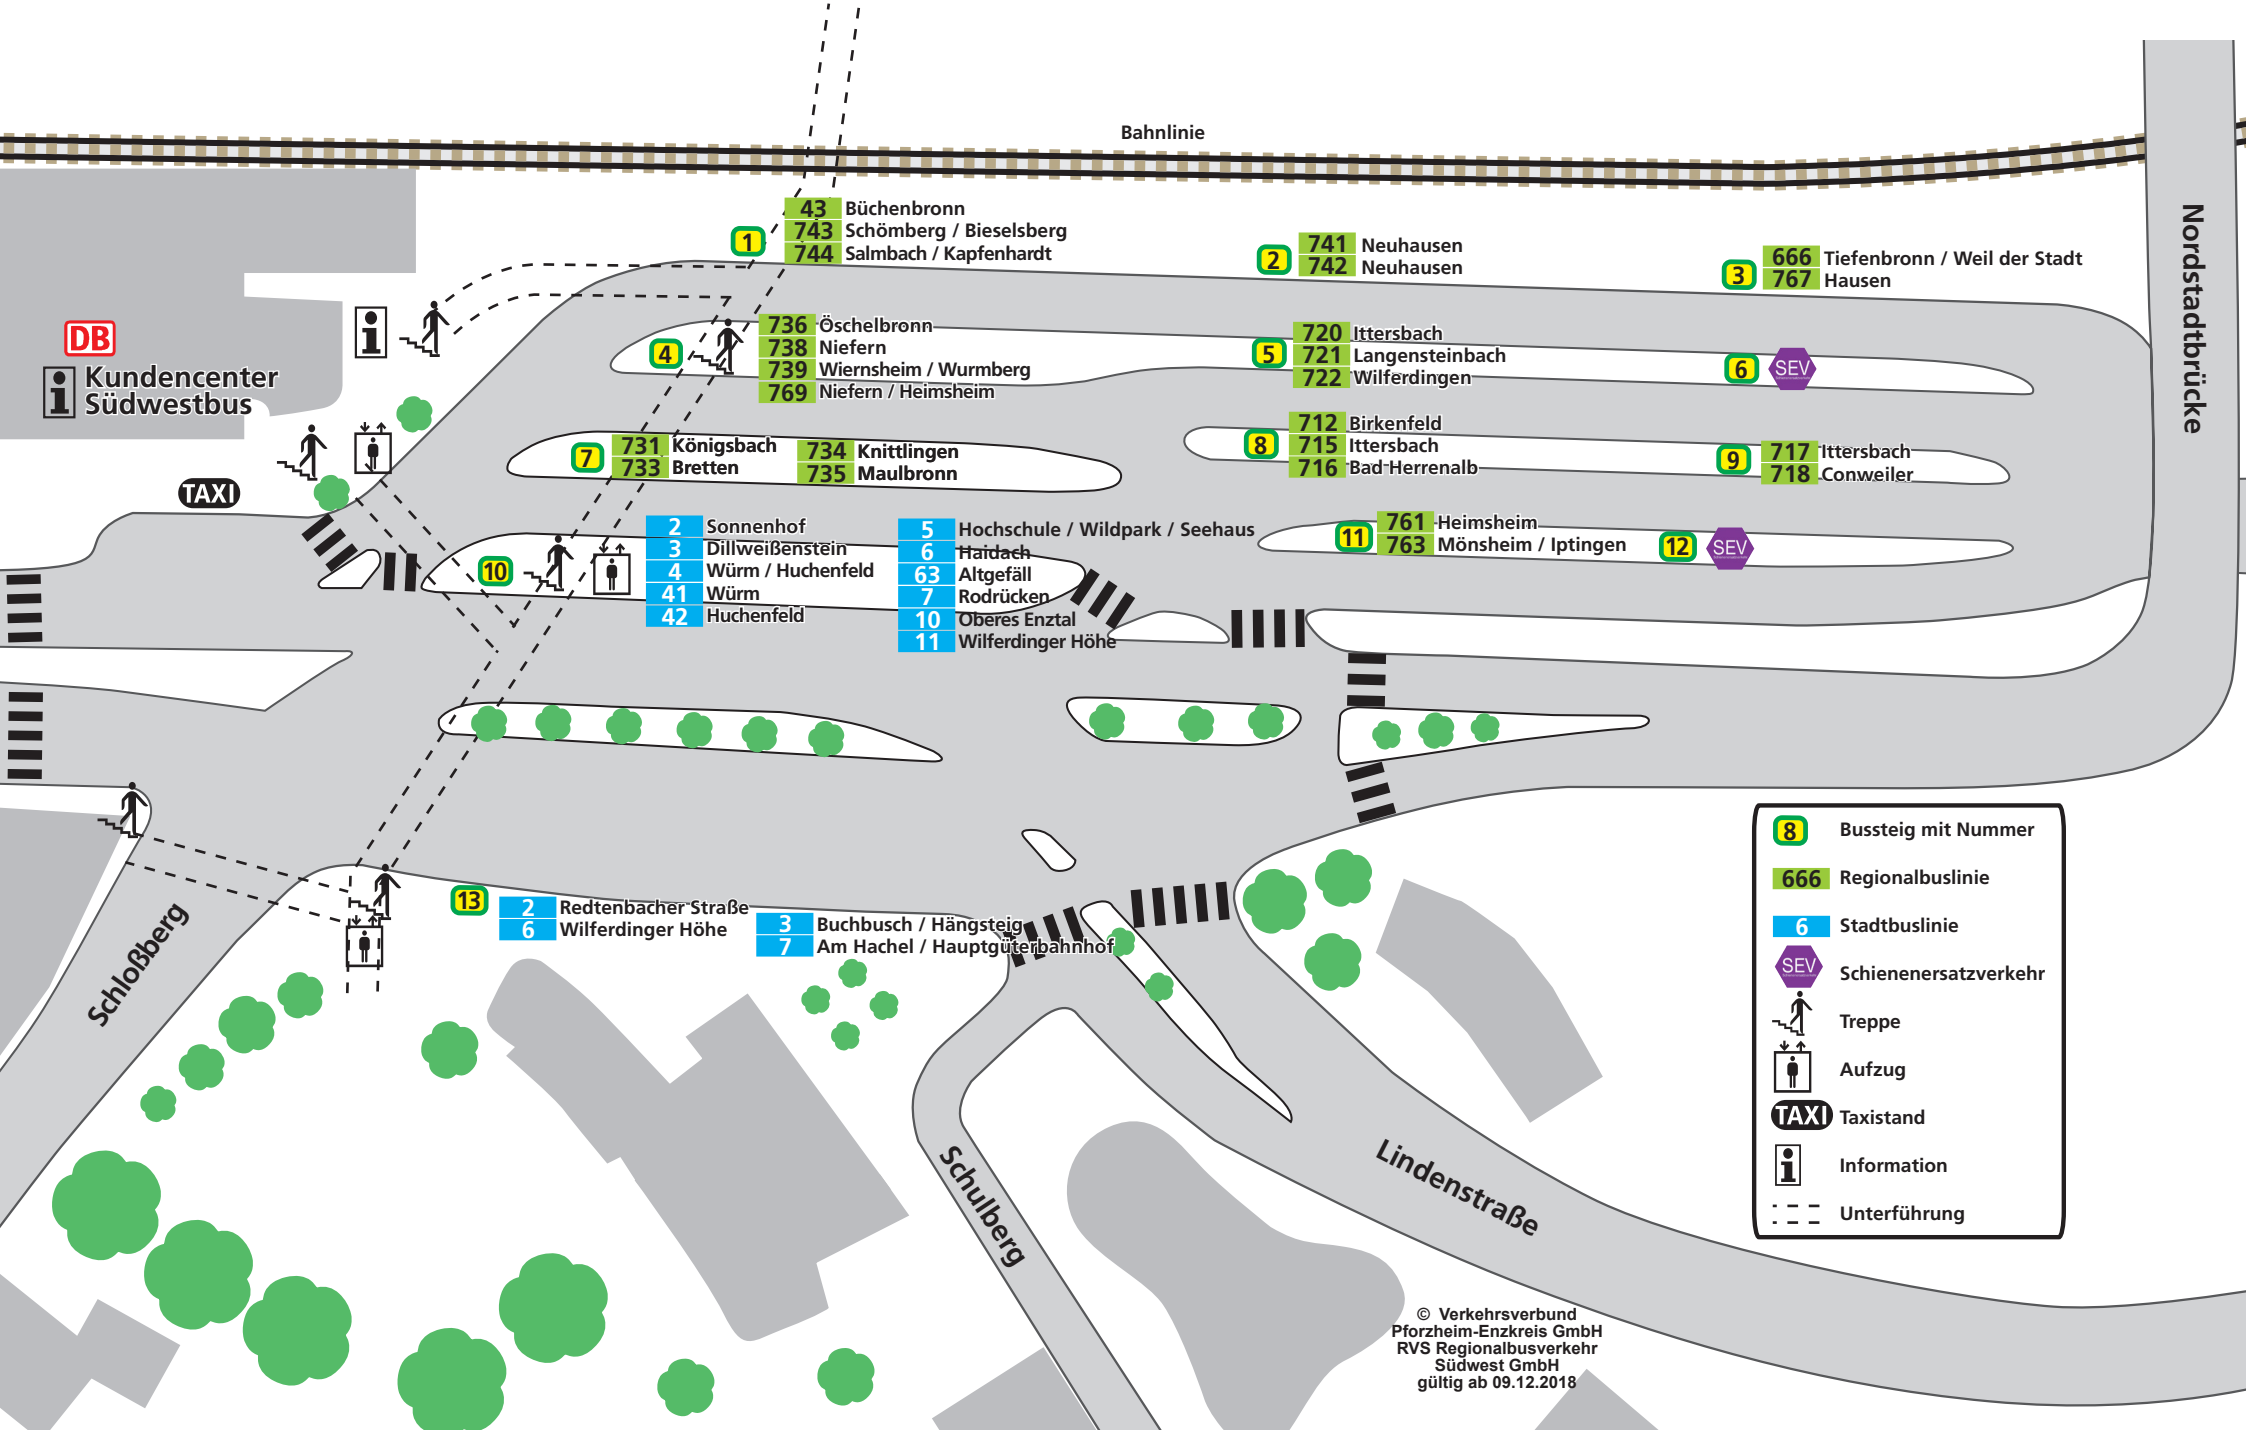 Bahnlinie
Nordstadtbrücke
1
43 Büchenbronn
743 Schömberg / Bieselsberg
744 Salmbach / Kapfenhardt
2
741 Neuhausen
742 Neuhausen
3
666 Tiefenbronn / Weil der Stadt
767 Hausen
DB
Kundencenter
Südwestbus
4
736 Öschelbronn
738 Niefern
739 Wiernsheim / Wurmberg
769 Niefern / Heimsheim
5
720 Ittersbach
721 Langensteinbach
722 Wilferdingen
6
SEV
7
731 Königsbach
733 Bretten
734 Knittlingen
735 Maulbronn
8
712 Birkenfeld
715 Ittersbach
716 Bad Herrenalb
9
717 Ittersbach
718 Conweiler
TAXI
10
2 Sonnenhof
3 Dillweißenstein
4 Würm / Huchenfeld
41 Würm
42 Huchenfeld
5 Hochschule / Wildpark / Seehaus
6 Haidach
63 Altgefäll
7 Rodrücken
10 Oberes Enztal
11 Wilferdinger Höhe
11
761 Heimsheim
763 Mönsheim / Iptingen
12
SEV
13
2 Redtenbacher Straße
6 Wilferdinger Höhe
3 Buchbusch / Hängsteig
7 Am Hachel / Hauptgüterbahnhof
Schloßberg
Schulberg
Lindenstraße
8 Bussteig mit Nummer
666 Regionalbuslinie
6 Stadtbuslinie
SEV Schienenersatzverkehr
Treppe
Aufzug
TAXI Taxistand
Information
Unterführung
© Verkehrsverbund
Pforzheim-Enzkreis GmbH
RVS Regionalbusverkehr
Südwest GmbH
gültig ab 09.12.2018